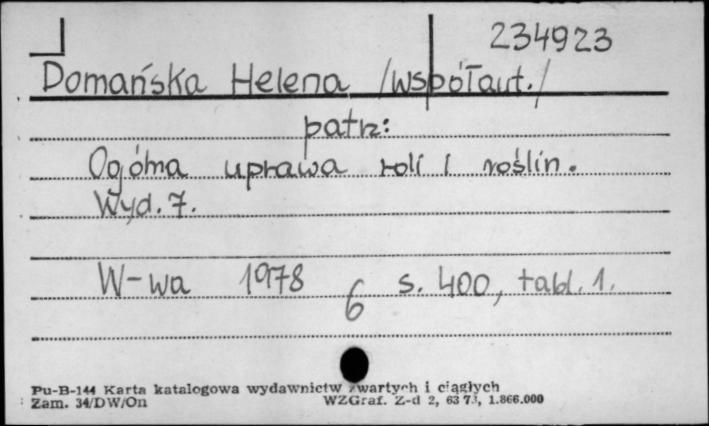 234923
Domańska Helena /współaut./
patrz:
Ogólna uprawa roli i roślin.
Wyd. 7.
W-wa 1978 6 s. 400, tabl. 1.
Pu-B-144 Karta katalogowa wydawnictw zwartych i ciągłych
Zam. 34/DW/On WZGraf. Z-d 2, 63 73, 1.866.000